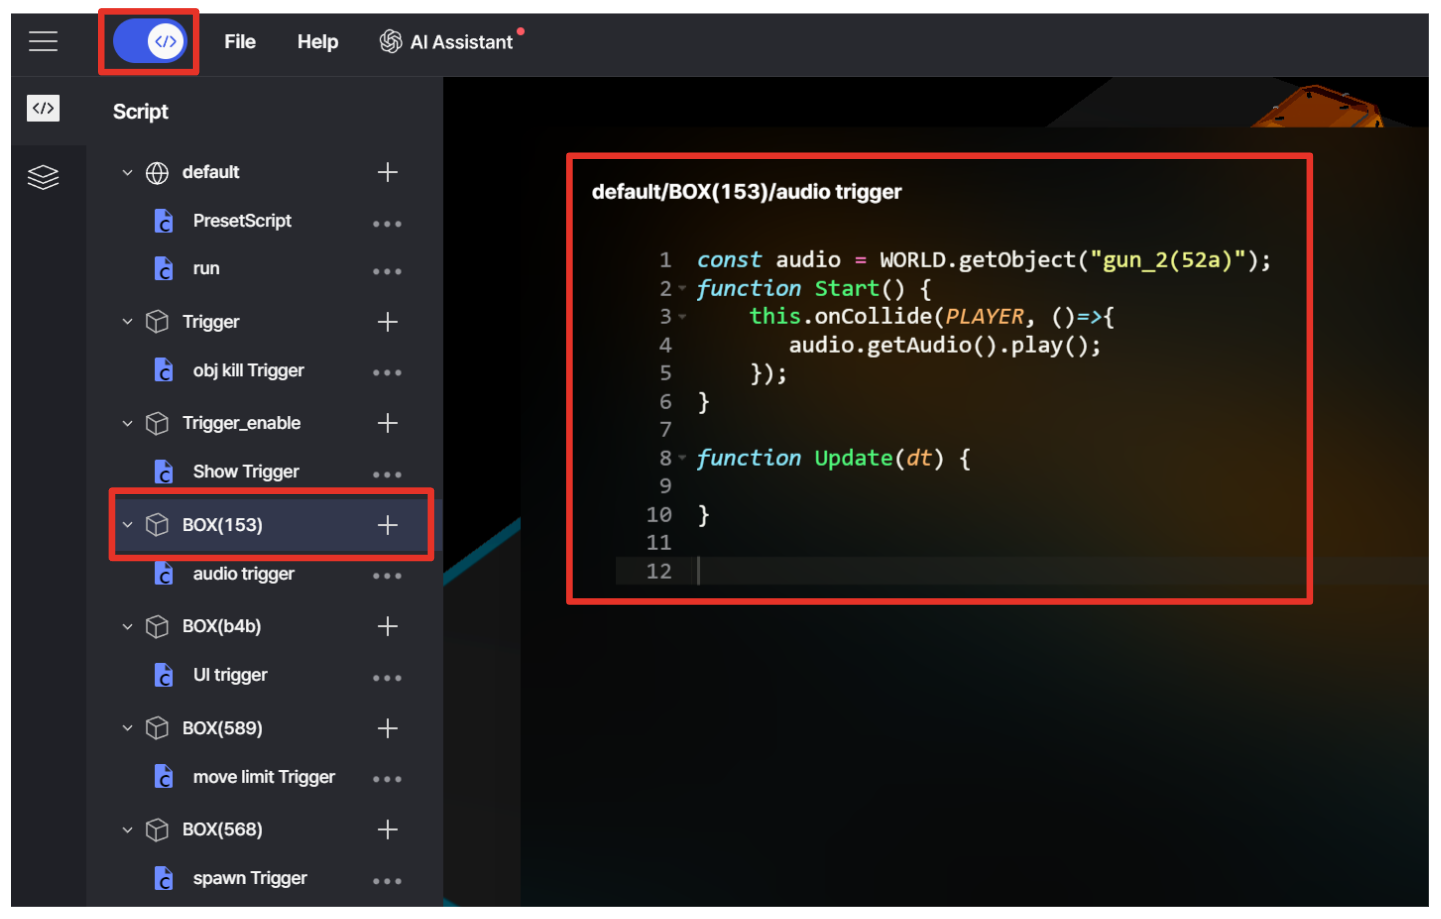 </> File Help AI Assistant
</>
Script
default
PresetScript
run
Trigger
obj kill Trigger
Trigger_enable
Show Trigger
BOX(153)
audio trigger
BOX(b4b)
UI trigger
BOX(589)
move limit Trigger
BOX(568)
spawn Trigger
default/BOX(153)/audio trigger
1 const audio = WORLD.getObject("gun_2(52a)");
2 function Start() {
3     this.onCollide(PLAYER, ()=>{
4        audio.getAudio().play();
5     });
6 }
7
8 function Update(dt) {
9
10 }
11
12